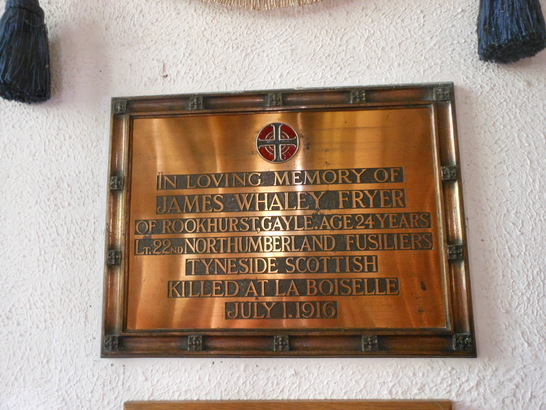 IN LOVING MEMORY OF
JAMES WHALEY FRYER
OF ROOKHURST, GAYLE. AGE 24 YEARS
LT. 22ND NORTHUMBERLAND FUSILIERS
TYNESIDE SCOTTISH
KILLED AT LA BOISELLE
JULY 1. 1916